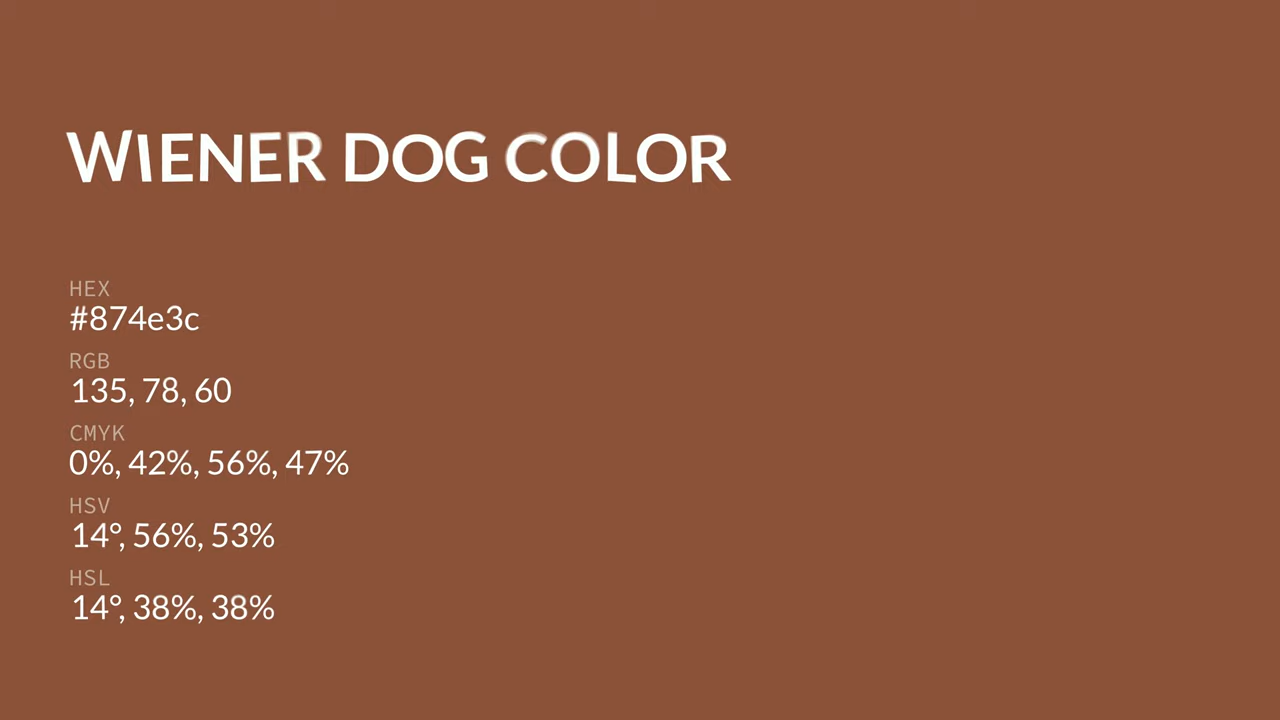 WIENER DOG COLOR
HEX
#874e3c
RGB
135, 78, 60
CMYK
0%, 42%, 56%, 47%
HSV
14°, 56%, 53%
HSL
14°, 38%, 38%